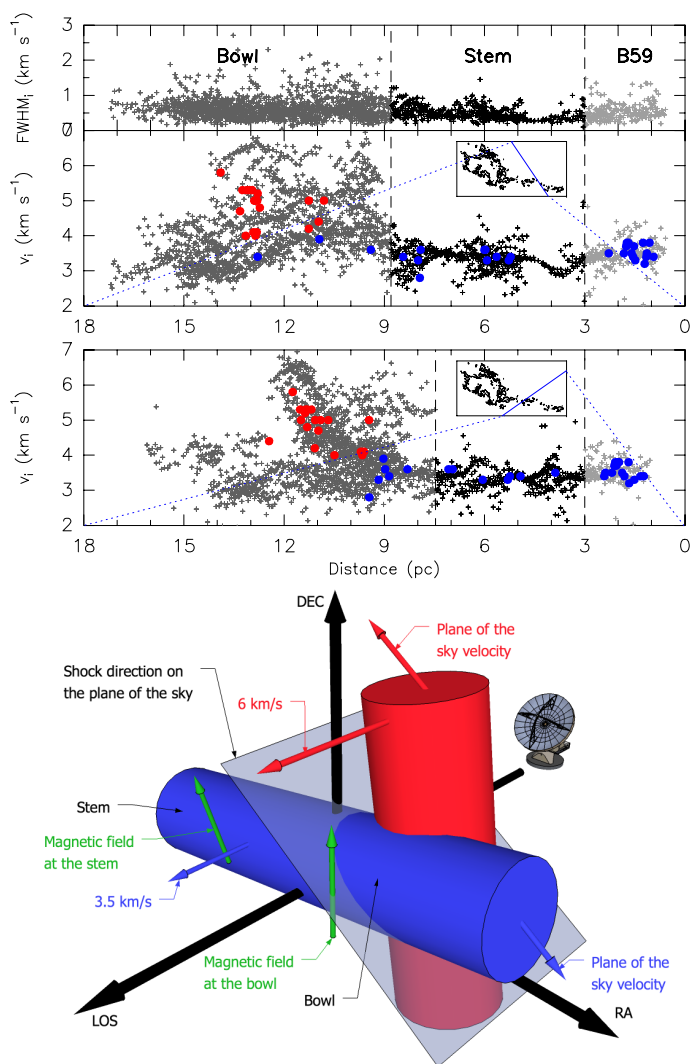 Bowl Stem B59
FWHM_i (km s⁻¹)
3
2
1
0
7
6
5
4
3
2
v_i (km s⁻¹)
18 15 12 9 6 3 0
7
6
5
4
3
2
v_i (km s⁻¹)
18 15 12 9 6 3 0
Distance (pc)
DEC
Plane of the
sky velocity
Shock direction on
the plane of the sky
6 km/s
Stem
Magnetic field
at the stem
3.5 km/s
Magnetic field
at the bowl
Bowl
Plane of the
sky velocity
LOS
RA